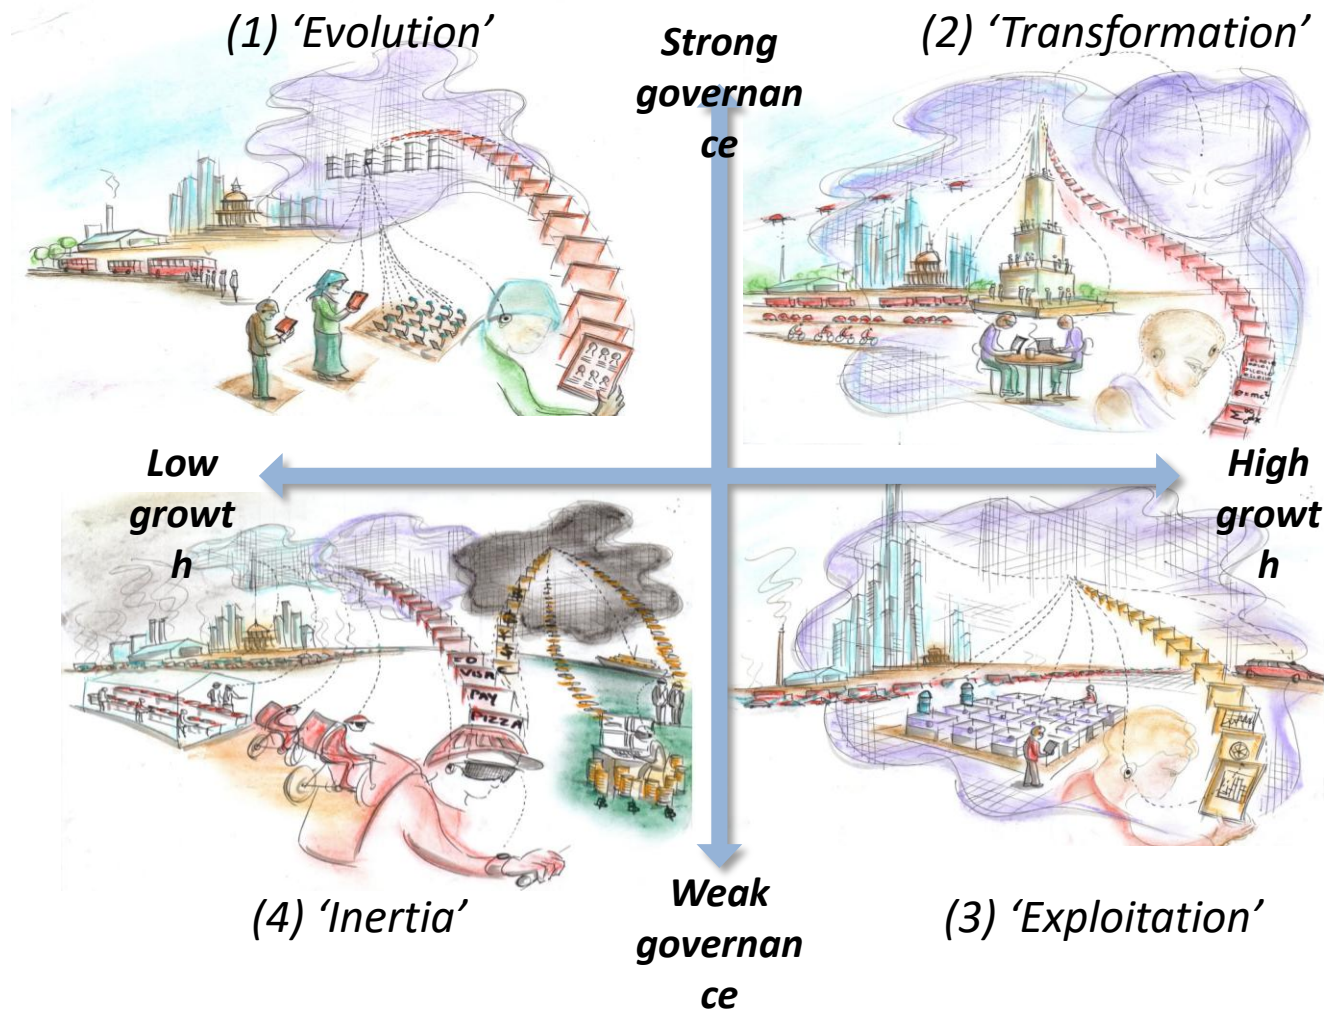 (1) ‘Evolution’
Strong
governan
ce
(2) ‘Transformation’
e=mc²
Low
growt
h
High
growt
h
VISA
PAY
PIZZA
(4) ‘Inertia’
Weak
governan
ce
(3) ‘Exploitation’